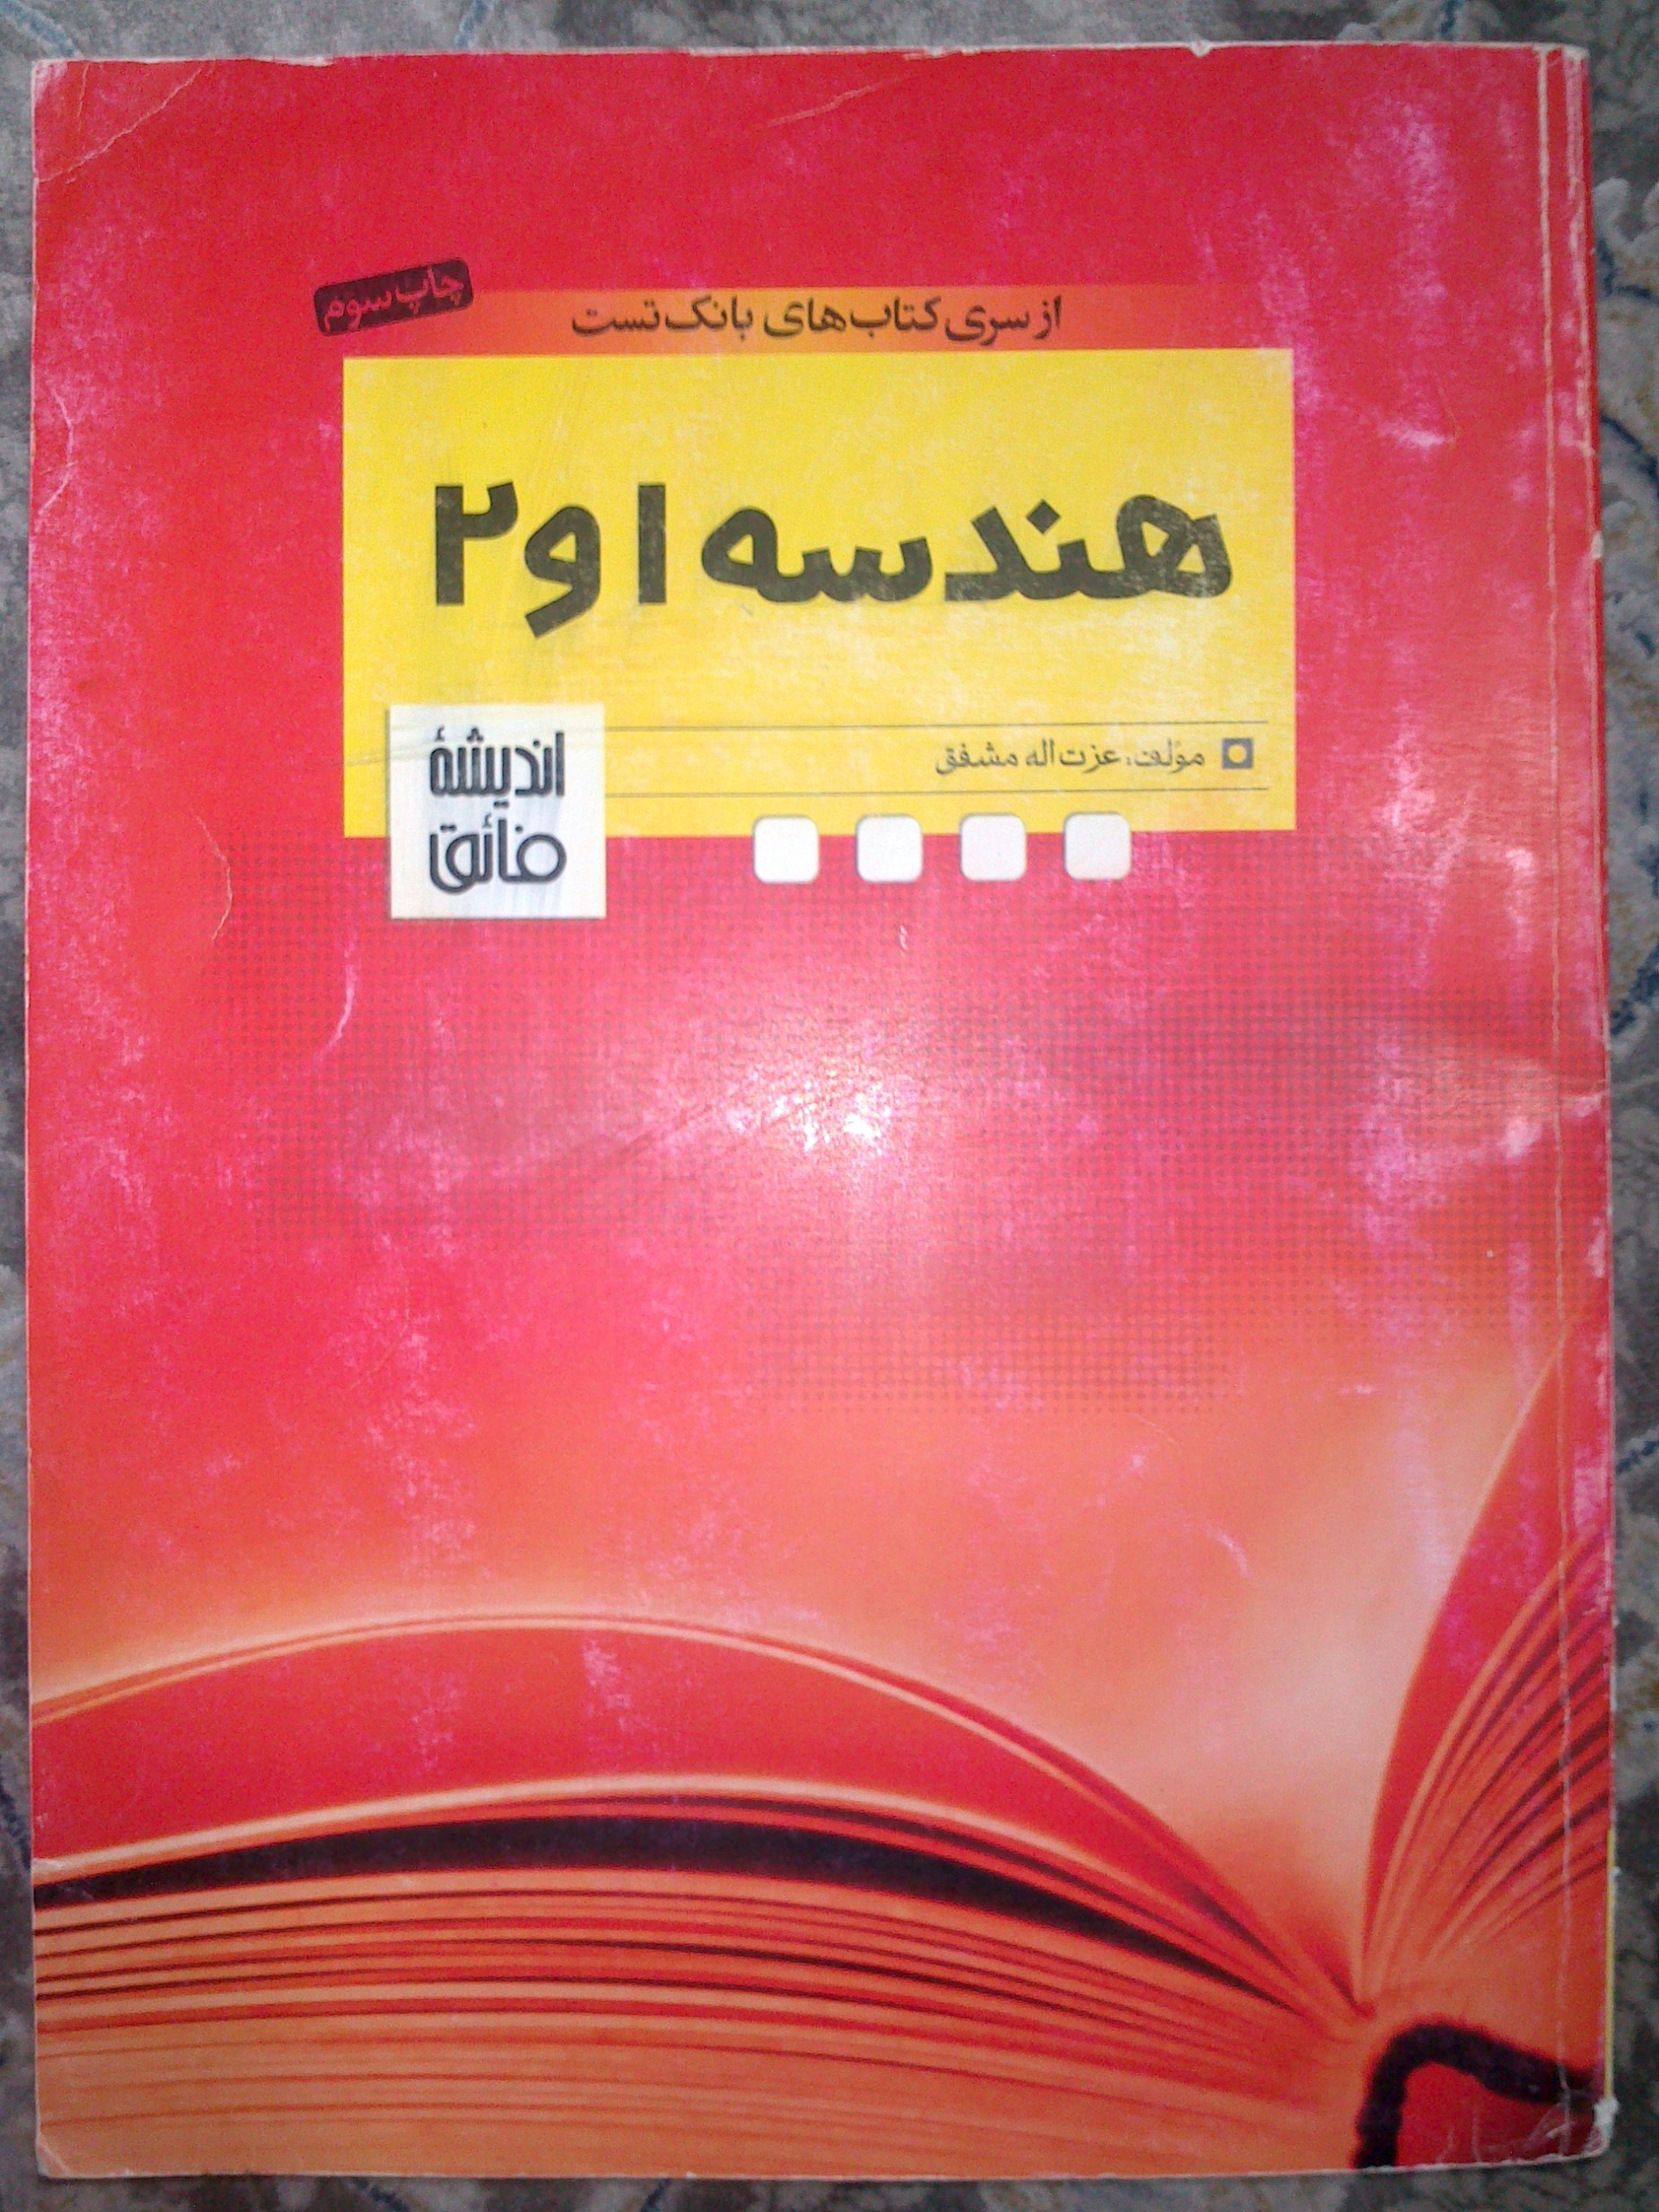 چاپ سوم
از سری کتاب‌های بانک تست
هندسه ۱ و ۲
مؤلف: عزت اله مشفق
اندیشهٔ
فائق